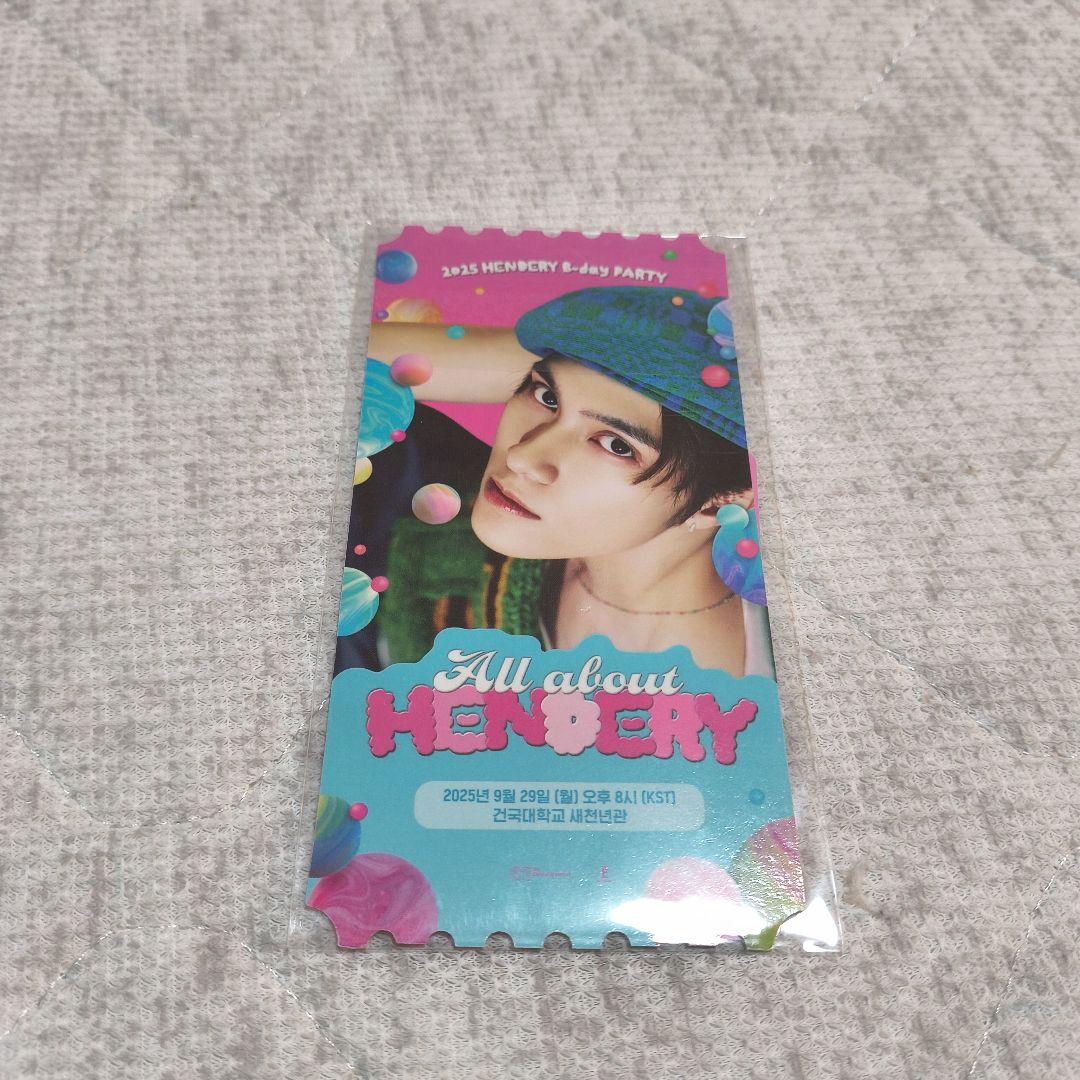 2025 HENDERY B-day PARTY
All about
HENDERY
2025년 9월 29일 (월) 오후 8시 (KST)
건국대학교 새천년관